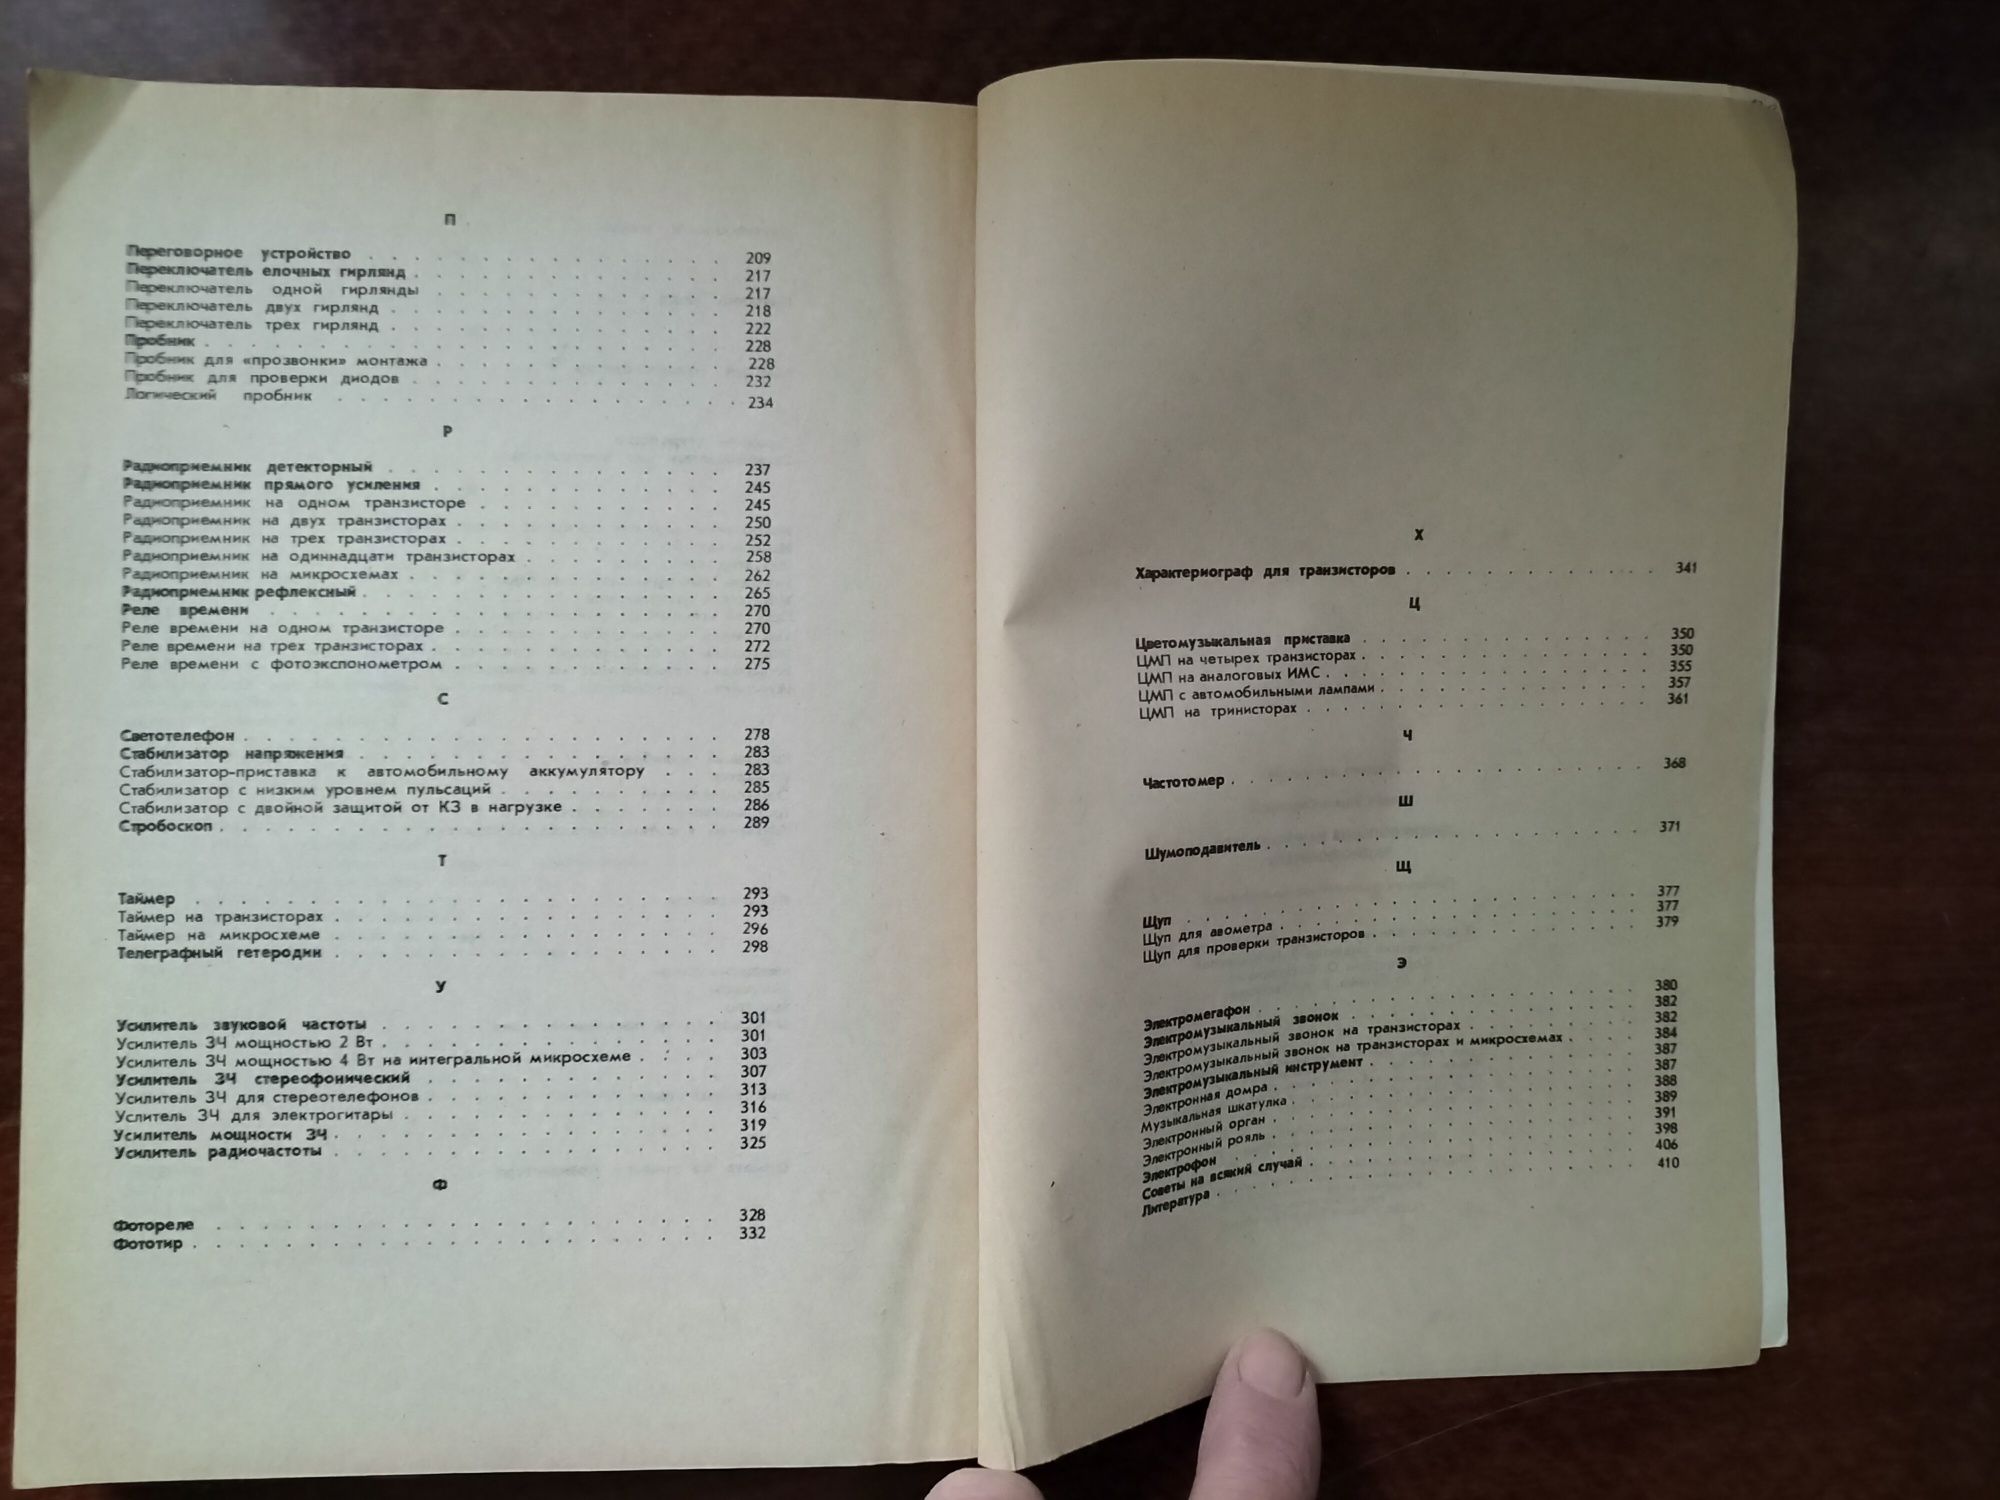 П
Переговорное устройство 209
Переключатель елочных гирлянд 217
Переключатель одной гирлянды 217
Переключатель двух гирлянд 218
Переключатель трех гирлянд 222
Пробник 228
Пробник для «прозвонки» монтажа 228
Пробник для проверки диодов 232
Логический пробник 234
Р
Радиоприемник детекторный 237
Радиоприемник прямого усиления 245
Радиоприемник на одном транзисторе 245
Радиоприемник на двух транзисторах 250
Радиоприемник на трех транзисторах 252
Радиоприемник на одиннадцати транзисторах 258
Радиоприемник на микросхемах 262
Радиоприемник рефлексный 265
Реле времени 270
Реле времени на одном транзисторе 270
Реле времени на трех транзисторах 272
Реле времени с фотоэкспонометром 275
С
Светотелефон 278
Стабилизатор напряжения 283
Стабилизатор-приставка к автомобильному аккумулятору 283
Стабилизатор с низким уровнем пульсаций 285
Стабилизатор с двойной защитой от КЗ в нагрузке 286
Стробоскоп 289
Т
Таймер 293
Таймер на транзисторах 293
Таймер на микросхеме 296
Телеграфный гетеродин 298
У
Усилитель звуковой частоты 301
Усилитель ЗЧ мощностью 2 Вт 301
Усилитель ЗЧ мощностью 4 Вт на интегральной микросхеме 303
Усилитель ЗЧ стереофонический 307
Усилитель ЗЧ для стереотелефонов 313
Услитель ЗЧ для электрогитары 316
Усилитель мощности ЗЧ 319
Усилитель радиочастоты 325
Ф
Фотореле 328
Фототир 332
Х
Характериограф для транзисторов 341
Ц
Цветомузыкальная приставка 350
ЦМП на четырех транзисторах 350
ЦМП на аналоговых ИМС 355
ЦМП с автомобильными лампами 357
ЦМП на тринисторах 361
Ч
Частотомер 368
Ш
Шумоподавитель 371
Щ
Щуп 377
Щуп для авометра 377
Щуп для проверки транзисторов 379
Э
Электромегафон 380
Электромузыкальный звонок 382
Электромузыкальный звонок на транзисторах 382
Электромузыкальный звонок на транзисторах и микросхемах 384
Электромузыкальный инструмент 387
Электронная домра 387
Музыкальная шкатулка 388
Электронный орган 389
Электронный рояль 391
Электрофон 398
Советы на всякий случай 406
Литература 410